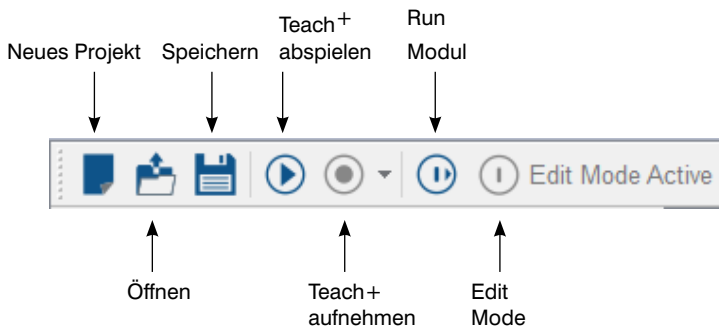 Neues Projekt
Speichern
Teach+
abspielen
Run
Modul
Edit Mode Active
Öffnen
Teach+
aufnehmen
Edit
Mode